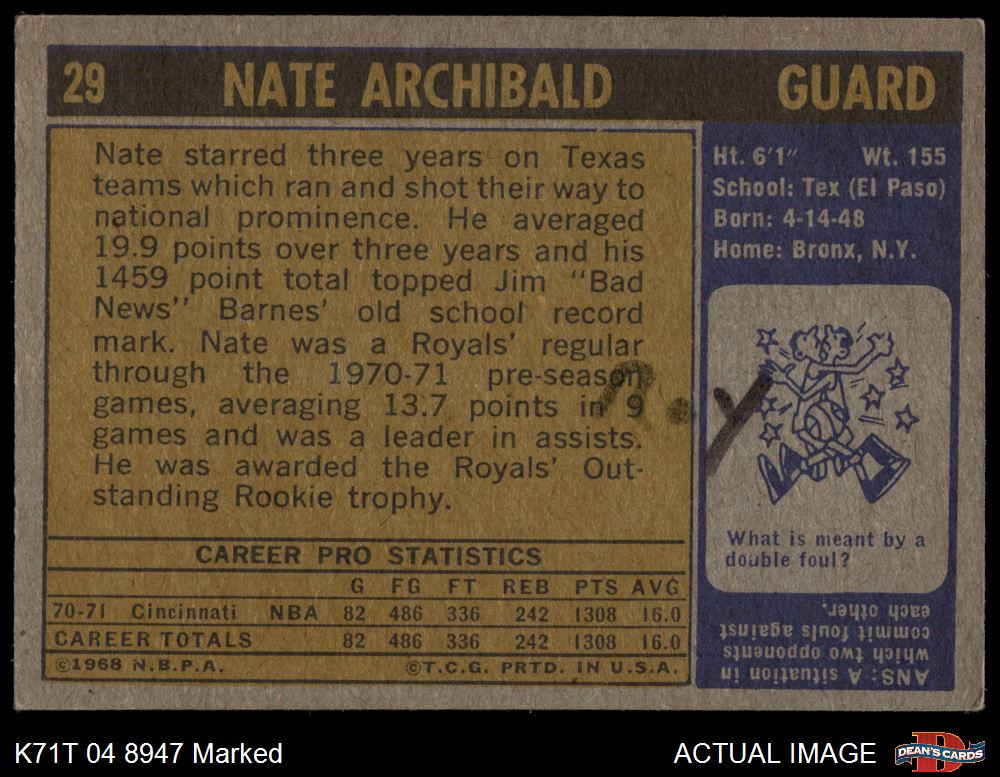 29 NATE ARCHIBALD GUARD
Nate starred three years on Texas
teams which ran and shot their way to
national prominence. He averaged
19.9 points over three years and his
1459 point total topped Jim "Bad
News" Barnes' old school record
mark. Nate was a Royals' regular
through the 1970-71 pre-season
games, averaging 13.7 points in 9
games and was a leader in assists.
He was awarded the Royals' Out-
standing Rookie trophy.
CAREER PRO STATISTICS
G FG FT REB PTS AVG
70-71 Cincinnati NBA 82 486 336 242 1308 16.0
CAREER TOTALS 82 486 336 242 1308 16.0
©1968 N.B.P.A. ©T.C.G. PRTD. IN U.S.A.
Ht. 6'1" Wt. 155
School: Tex (El Paso)
Born: 4-14-48
Home: Bronx, N.Y.
What is meant by a
double foul?
ANS: A situation in
which two opponents
commit fouls against
each other.
K71T 04 8947 Marked
ACTUAL IMAGE
DEAN'S CARDS